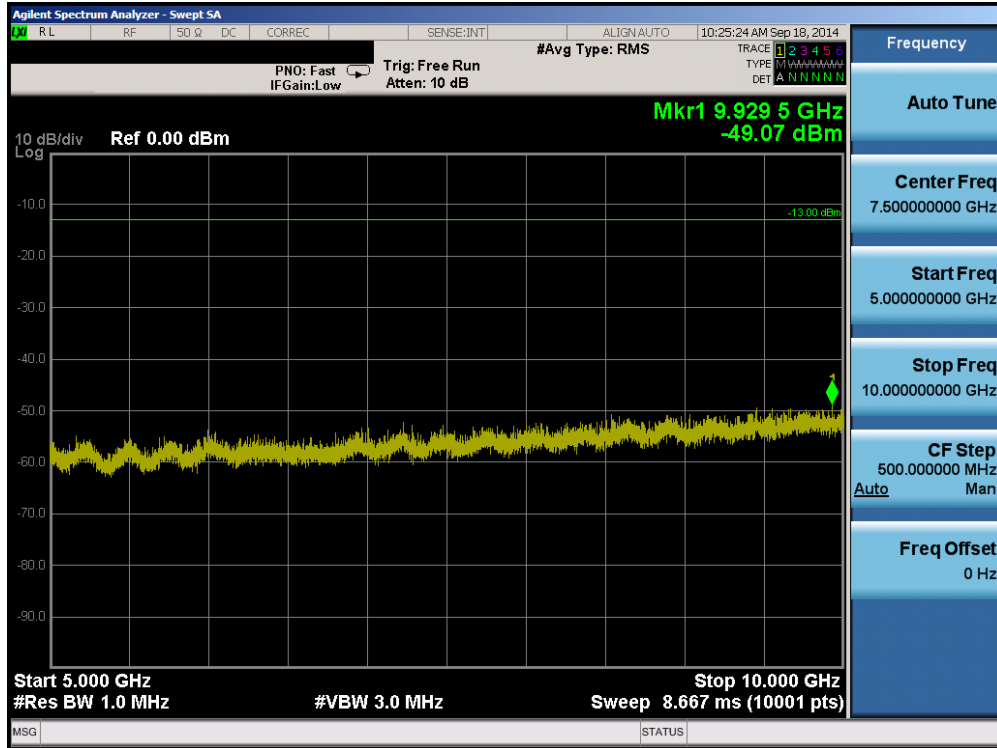 Agilent Spectrum Analyzer - Swept SA
LXI RL RF 50 Ω DC CORREC SENSE:INT ALIGN AUTO 10:25:24 AM Sep 18, 2014
#Avg Type: RMS TRACE 1 2 3 4 5 6
PNO: Fast Trig: Free Run TYPE M
IFGain:Low Atten: 10 dB DET A N N N N N
Mkr1 9.929 5 GHz
-49.07 dBm
10 dB/div Ref 0.00 dBm
Log
-10.0
-13.00 dBm
-20.0
-30.0
-40.0
1
-50.0
-60.0
-70.0
-80.0
-90.0
Start 5.000 GHz Stop 10.000 GHz
#Res BW 1.0 MHz #VBW 3.0 MHz Sweep 8.667 ms (10001 pts)
MSG STATUS
Frequency
Auto Tune
Center Freq
7.500000000 GHz
Start Freq
5.000000000 GHz
Stop Freq
10.000000000 GHz
CF Step
500.000000 MHz
Auto Man
Freq Offset
0 Hz